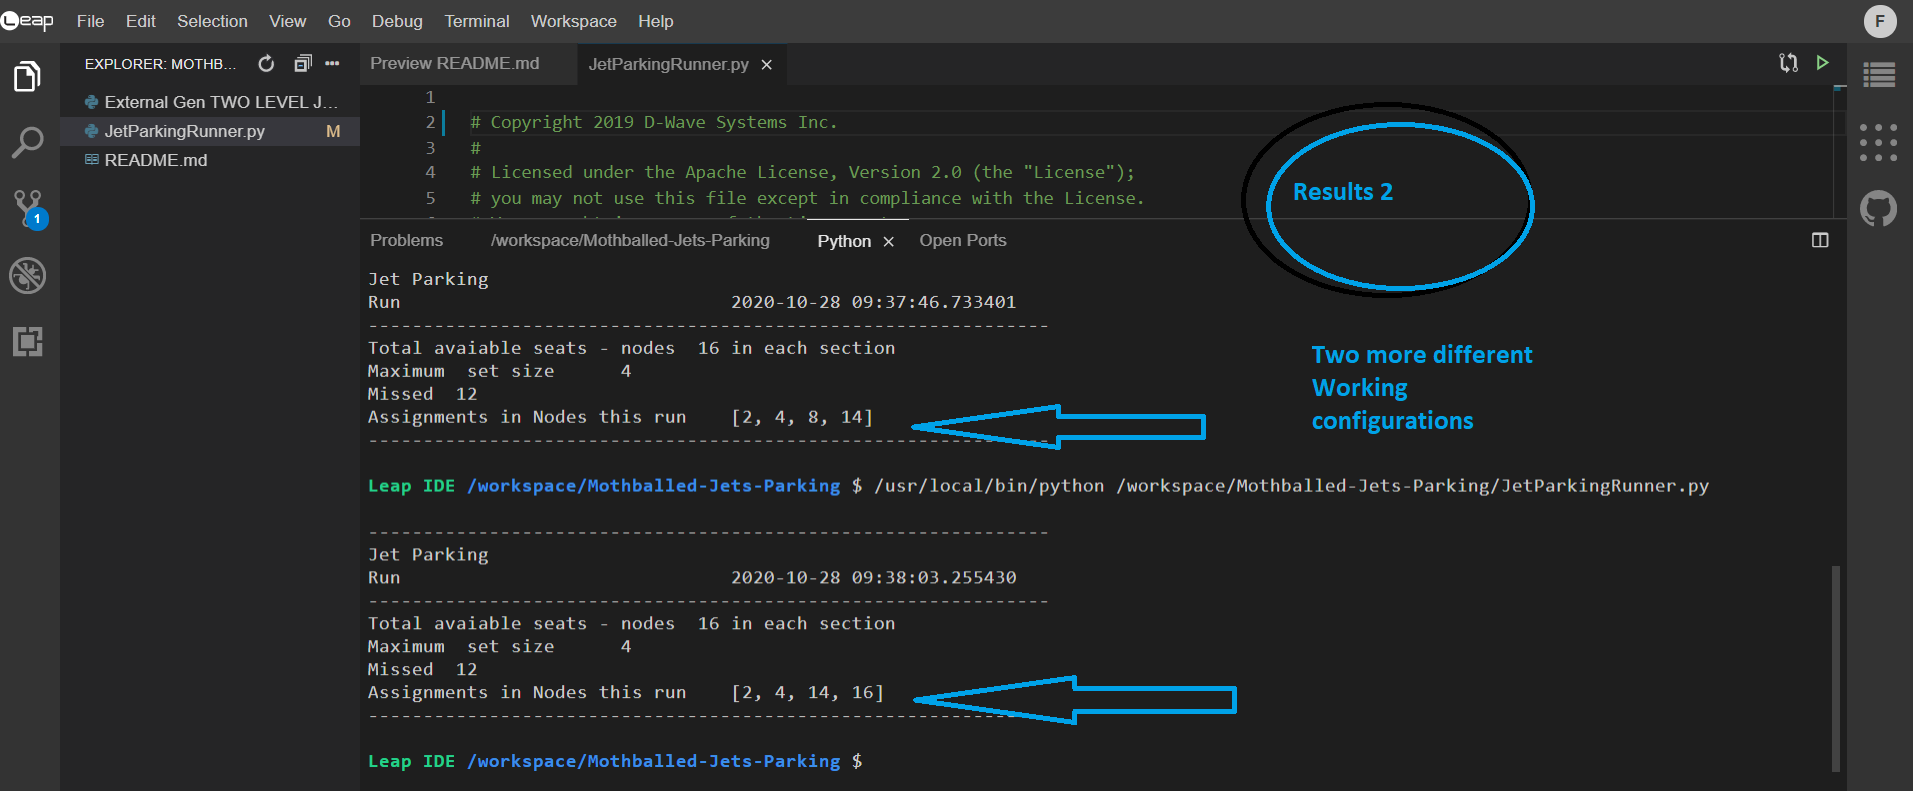 Leap File Edit Selection View Go Debug Terminal Workspace Help F
EXPLORER: MOTHB...
Preview README.md JetParkingRunner.py
External Gen TWO LEVEL J...
JetParkingRunner.py M
README.md
1
1
2 # Copyright 2019 D-Wave Systems Inc.
3 #
4 # Licensed under the Apache License, Version 2.0 (the "License");
5 # you may not use this file except in compliance with the License.
Results 2
Problems /workspace/Mothballed-Jets-Parking Python Open Ports
Jet Parking
Run 2020-10-28 09:37:46.733401
--------------------------------------------------------------
Total avaiable seats - nodes 16 in each section
Maximum set size 4
Missed 12
Assignments in Nodes this run [2, 4, 8, 14]
--------------------------------------------------------------
Two more different
Working
configurations
Leap IDE /workspace/Mothballed-Jets-Parking $ /usr/local/bin/python /workspace/Mothballed-Jets-Parking/JetParkingRunner.py
--------------------------------------------------------------
Jet Parking
Run 2020-10-28 09:38:03.255430
--------------------------------------------------------------
Total avaiable seats - nodes 16 in each section
Maximum set size 4
Missed 12
Assignments in Nodes this run [2, 4, 14, 16]
--------------------------------------------------------------
Leap IDE /workspace/Mothballed-Jets-Parking $